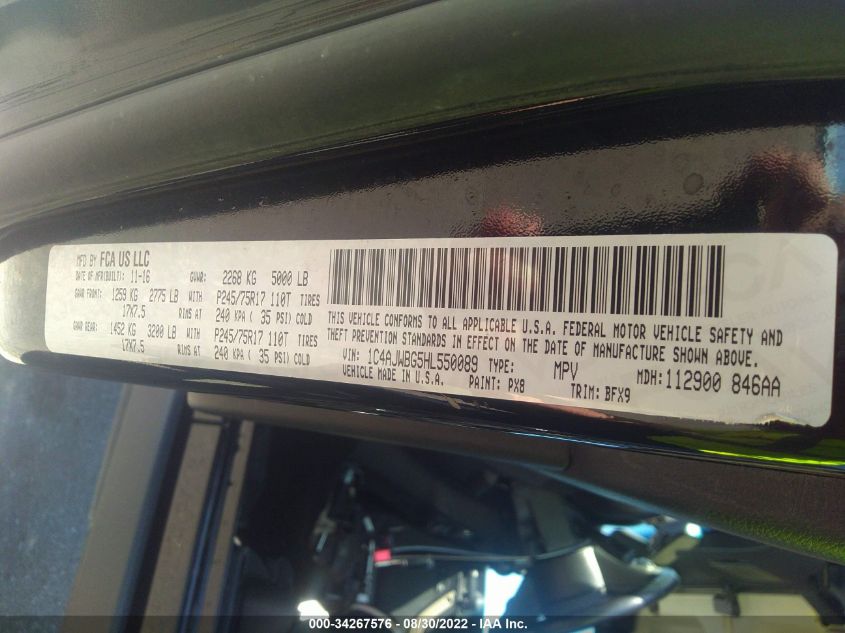 MFD BY FCA US LLC
DATE OF MFR(BUILT): 11-16 GVWR: 2268 KG 5000 LB
GAWR FRONT: 1259 KG 2775 LB WITH P245/75R17 110T TIRES
17X7.5 RIMS AT 240 KPA ( 35 PSI) COLD
GAWR REAR: 1452 KG 3200 LB WITH P245/75R17 110T TIRES
17X7.5 RIMS AT 240 KPA ( 35 PSI) COLD
THIS VEHICLE CONFORMS TO ALL APPLICABLE U.S.A. FEDERAL MOTOR VEHICLE SAFETY AND
THEFT PREVENTION STANDARDS IN EFFECT ON THE DATE OF MANUFACTURE SHOWN ABOVE.
VIN: 1C4AJWBG5HL550089 TYPE: MPV MDH:112900 846AA
VEHICLE MADE IN U.S.A. PAINT: PX8 TRIM: BFX9
000-34267576 - 08/30/2022 - IAA Inc.